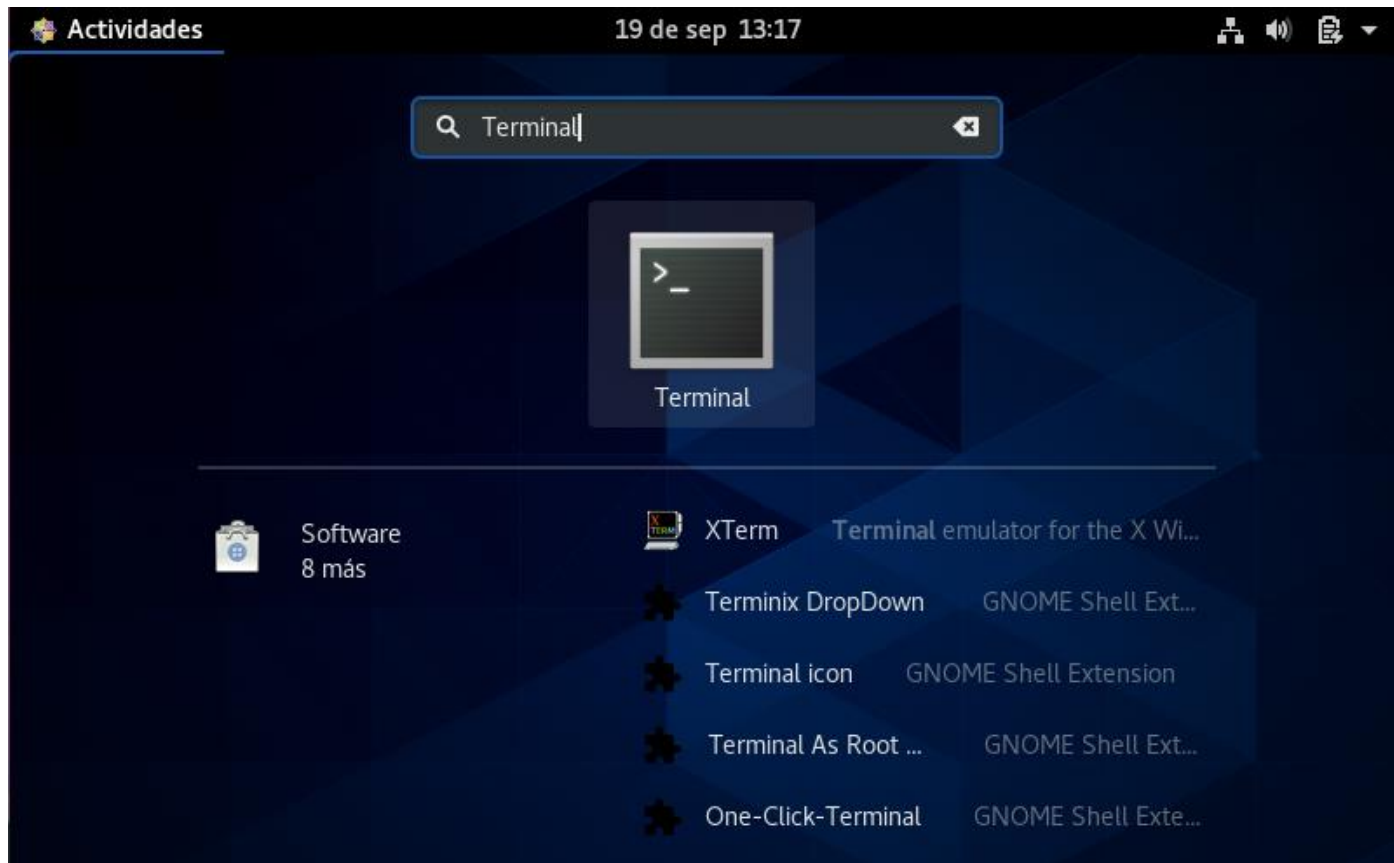 Actividades
19 de sep 13:17
Terminal
>_
Terminal
Software
8 más
XTerm Terminal emulator for the X Wi...
Terminix DropDown GNOME Shell Ext...
Terminal icon GNOME Shell Extension
Terminal As Root ... GNOME Shell Ext...
One-Click-Terminal GNOME Shell Exte...